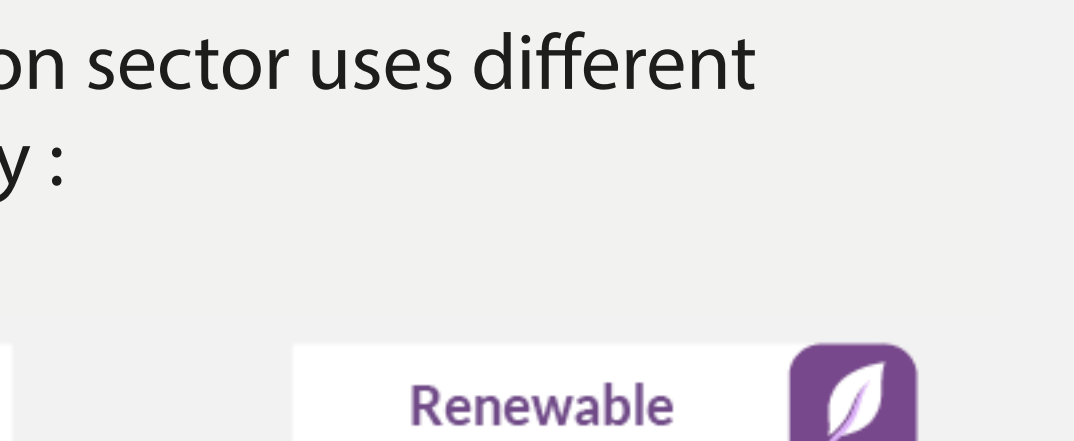 on sector uses different
y :
Renewable